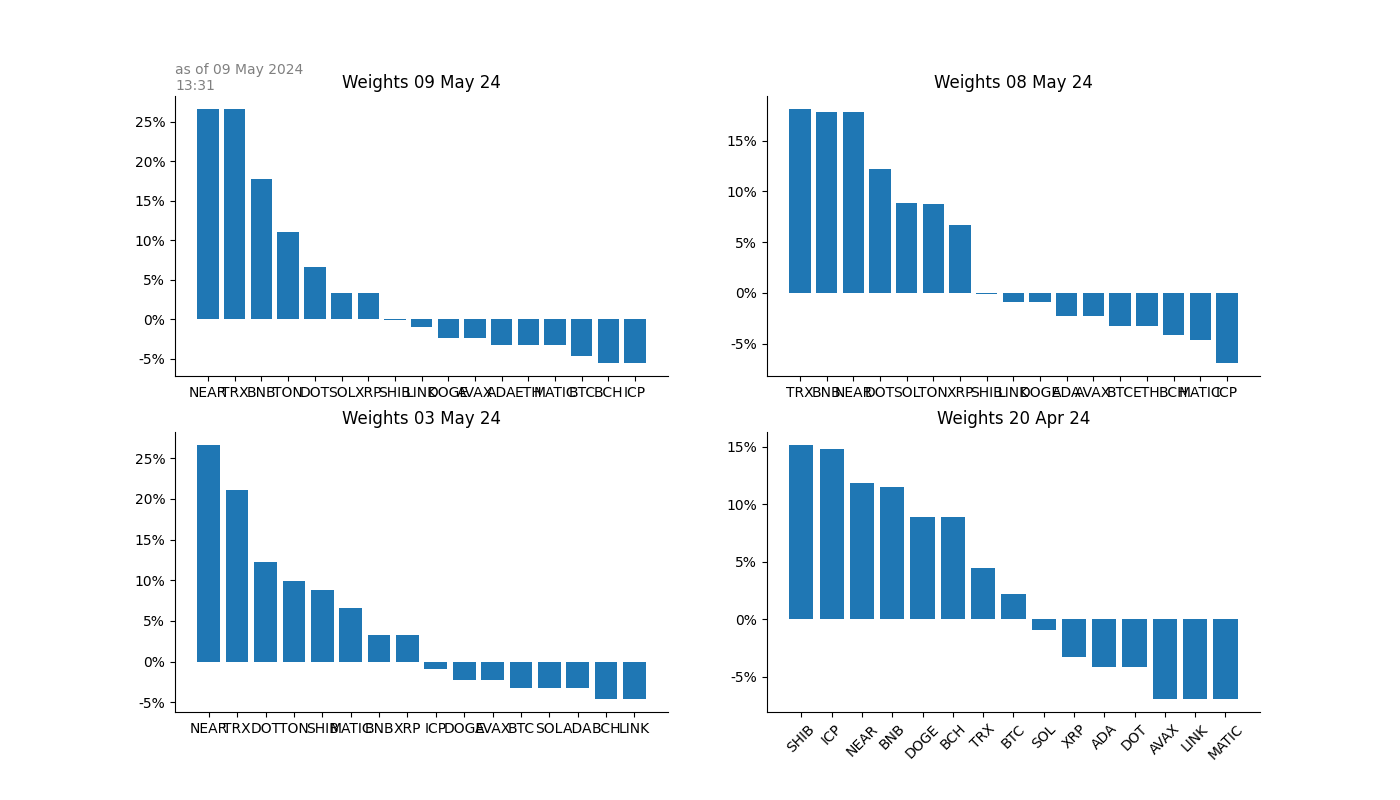 as of 09 May 2024
13:31
Weights 09 May 24
25%
20%
15%
10%
5%
0%
-5%
NEAR TRX BNB TON DOT SOL XRP SHIB LINK DOGE AVAX ADA ETH MATIC BTC BCH ICP
Weights 08 May 24
15%
10%
5%
0%
-5%
TRX BNB NEAR DOT SOL TON XRP SHIB LINK DOGE ADA AVAX BTC ETH BCH MATIC ICP
Weights 03 May 24
25%
20%
15%
10%
5%
0%
-5%
NEAR TRX DOT TON SHIB MATIC BNB XRP ICP DOGE AVAX BTC SOL ADA BCH LINK
Weights 20 Apr 24
15%
10%
5%
0%
-5%
SHIB ICP NEAR BNB DOGE BCH TRX BTC SOL XRP ADA DOT AVAX LINK MATIC